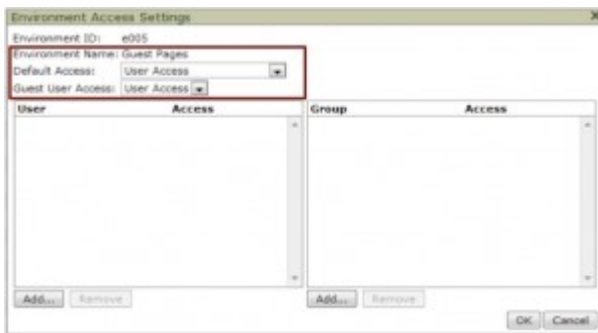 Environment Access Settings X
Environment ID: e005
Environment Name: Guest Pages
Default Access: User Access
Guest User Access: User Access
User Access Group Access
Add... Remove Add... Remove
OK Cancel